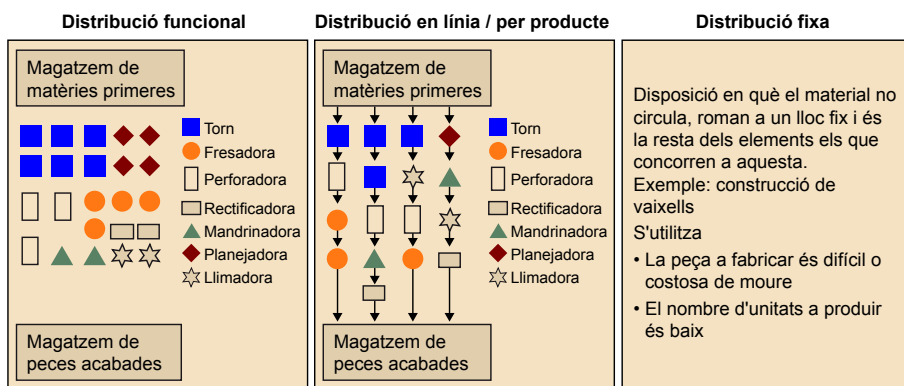 Distribució funcional
Magatzem de
matèries primeres
Torn
Fresadora
Perforadora
Rectificadora
Mandrinadora
Planejadora
Llimadora
Magatzem de
peces acabades
Distribució en línia / per producte
Magatzem de
matèries primeres
Torn
Fresadora
Perforadora
Rectificadora
Mandrinadora
Planejadora
Llimadora
Magatzem de
peces acabades
Distribució fixa
Disposició en què el material no
circula, roman a un lloc fix i és
la resta dels elements els que
concorren a aquesta.
Exemple: construcció de
vaixells
S'utilitza
• La peça a fabricar és difícil o
costosa de moure
• El nombre d'unitats a produir
és baix